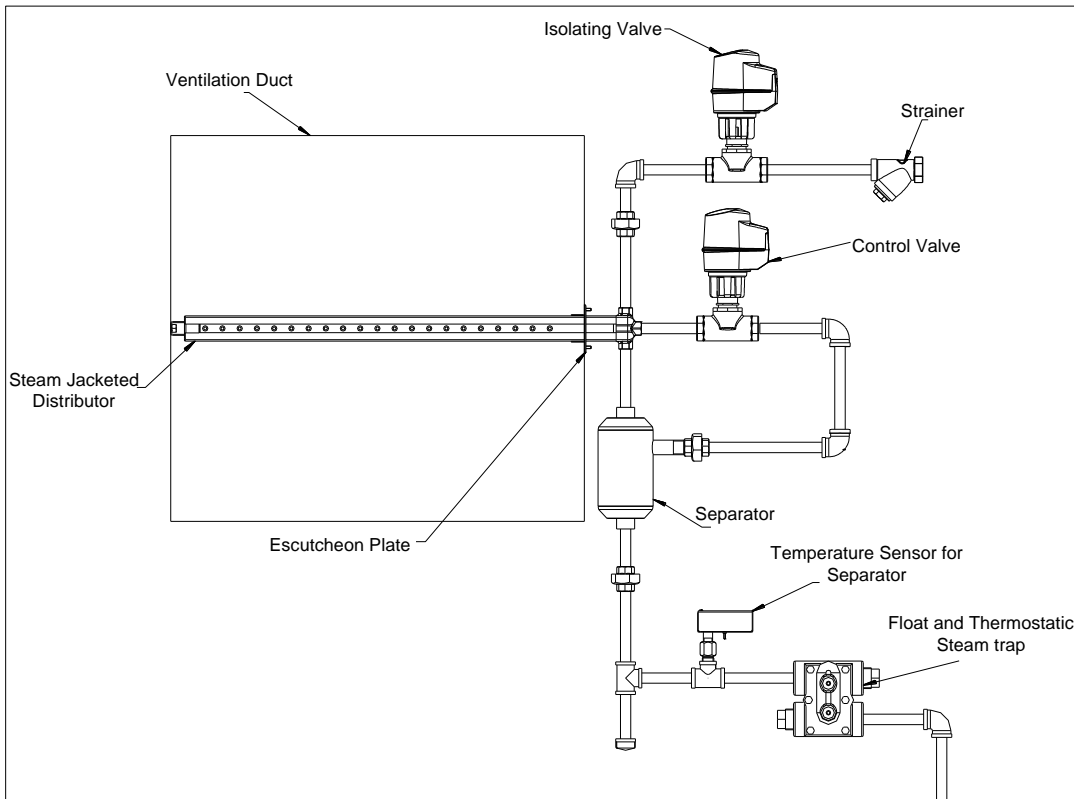 Isolating Valve
Ventilation Duct
Strainer
Control Valve
Steam Jacketed
Distributor
Separator
Escutcheon Plate
Temperature Sensor for
Separator
Float and Thermostatic
Steam trap